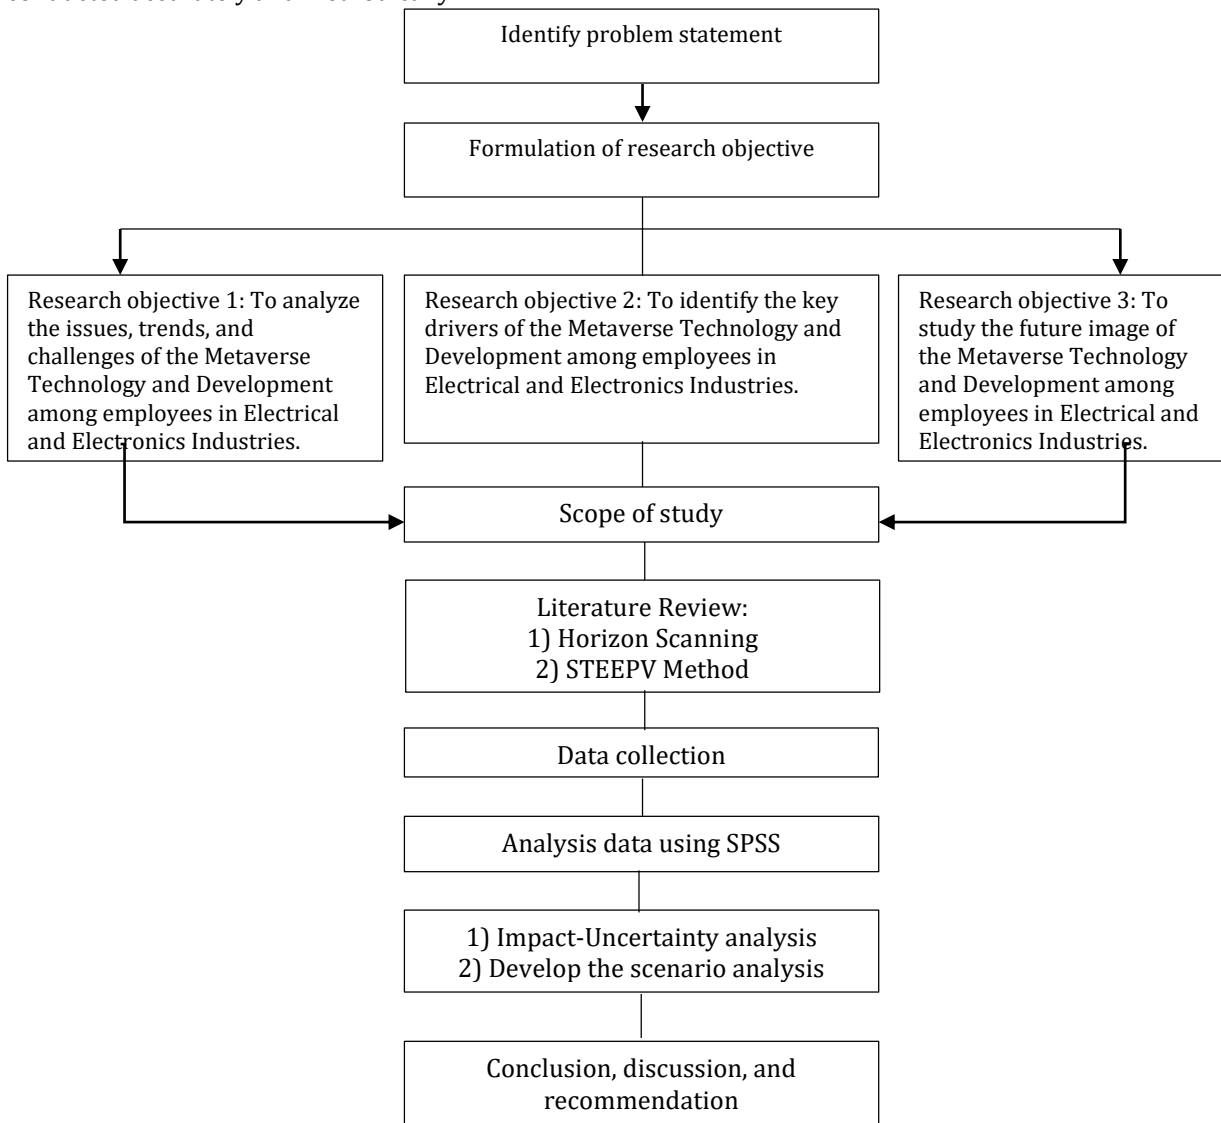 Identify problem statement
Formulation of research objective
Research objective 1: To analyze
the issues, trends, and
challenges of the Metaverse
Technology and Development
among employees in Electrical
and Electronics Industries.
Research objective 2: To identify the key
drivers of the Metaverse Technology and
Development among employees in
Electrical and Electronics Industries.
Research objective 3: To
study the future image of
the Metaverse Technology
and Development among
employees in Electrical and
Electronics Industries.
Scope of study
Literature Review:
1) Horizon Scanning
2) STEEPV Method
Data collection
Analysis data using SPSS
1) Impact-Uncertainty analysis
2) Develop the scenario analysis
Conclusion, discussion, and
recommendation